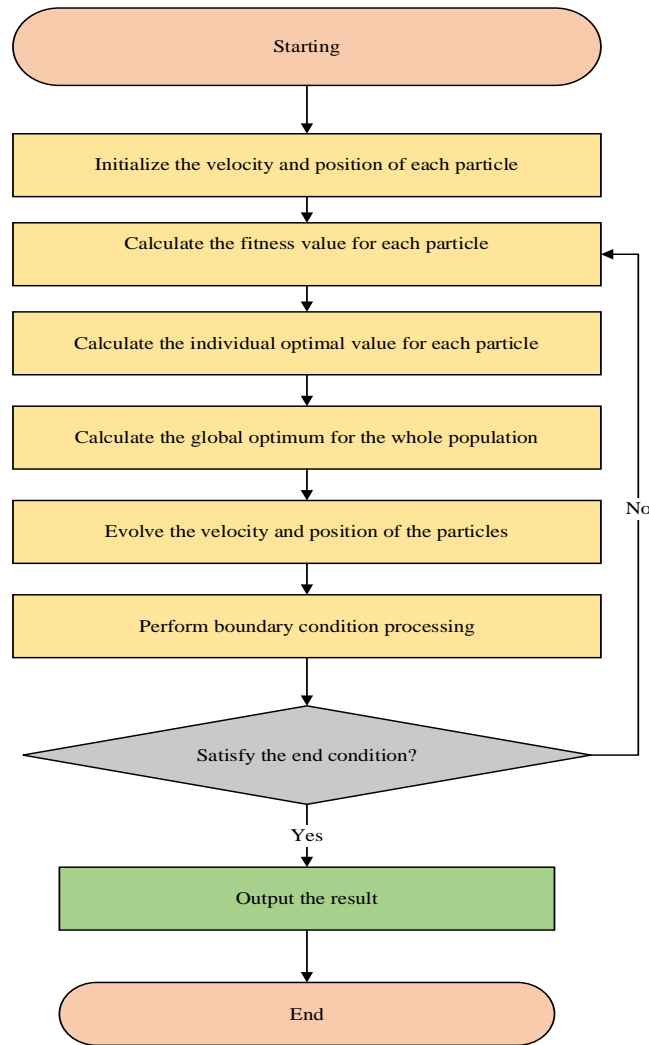 Starting
Initialize the velocity and position of each particle
Calculate the fitness value for each particle
Calculate the individual optimal value for each particle
Calculate the global optimum for the whole population
Evolve the velocity and position of the particles
No
Perform boundary condition processing
Satisfy the end condition?
Yes
Output the result
End